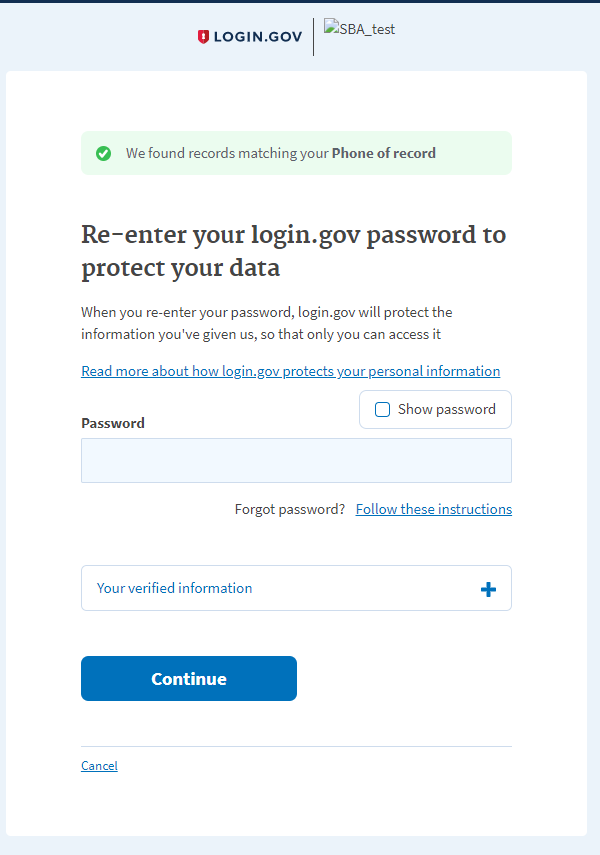 LOGIN.GOV
SBA_test
We found records matching your Phone of record
Re-enter your login.gov password to
protect your data
When you re-enter your password, login.gov will protect the
information you've given us, so that only you can access it
Read more about how login.gov protects your personal information
Show password
Password
Forgot password? Follow these instructions
Your verified information
Continue
Cancel